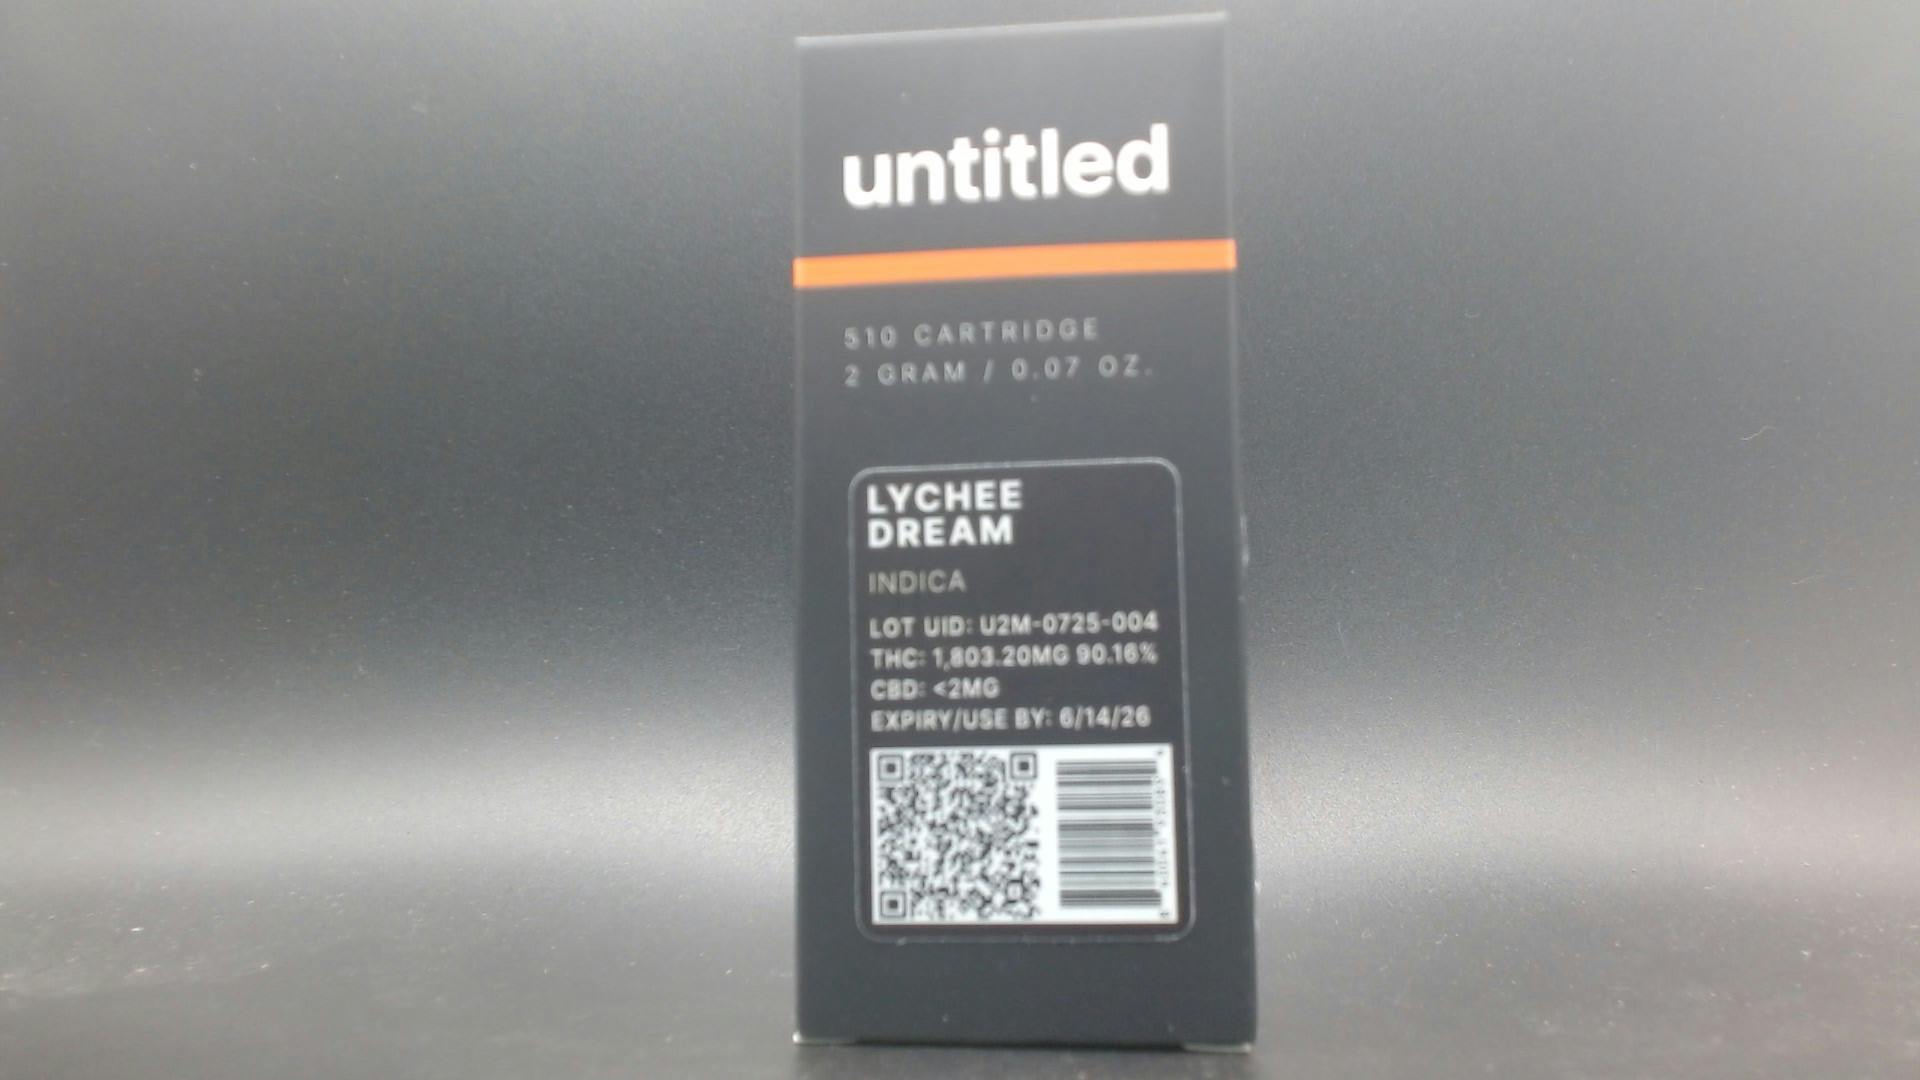 untitled
510 CARTRIDGE
2 GRAM / 0.07 OZ.
LYCHEE
DREAM
INDICA
LOT UID: U2M-0725-004
THC: 1,803.20MG 90.16%
CBD: <2MG
EXPIRY/USE BY: 6/14/26